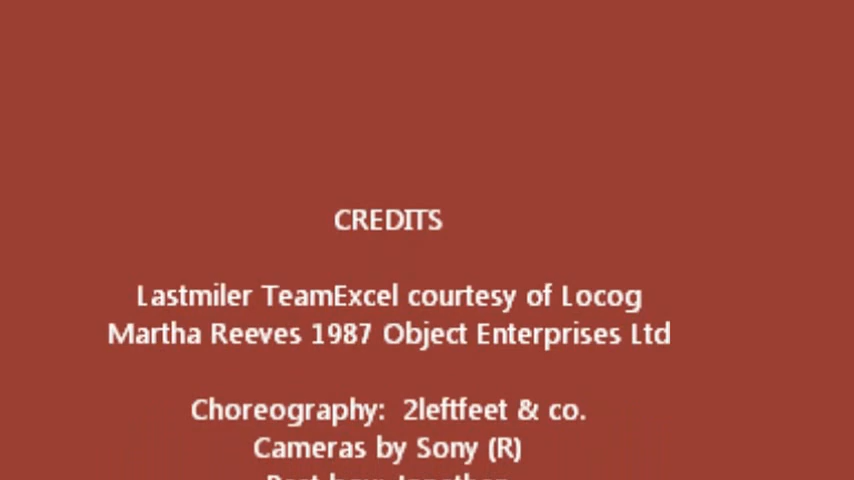 CREDITS
Lastmiler TeamExcel courtesy of Locog
Martha Reeves 1987 Object Enterprises Ltd
Choreography: 2leftfeet & co.
Cameras by Sony (R)